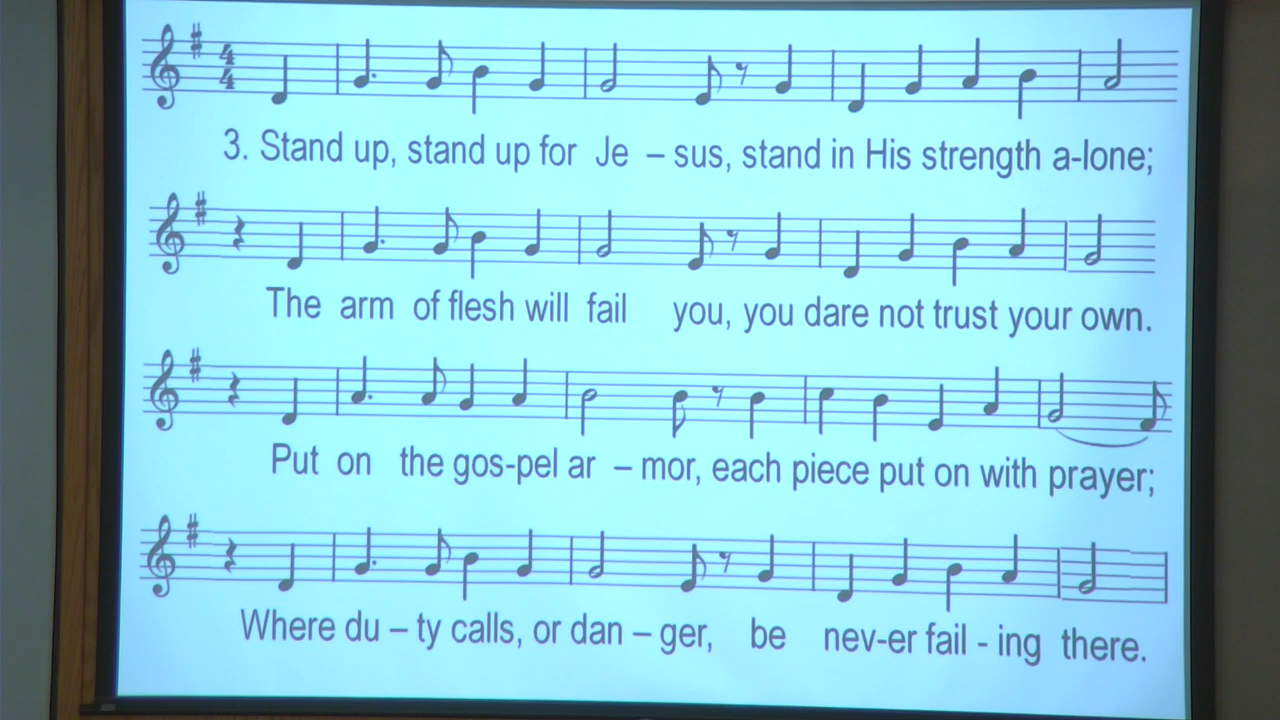 3. Stand up, stand up for Je – sus, stand in His strength a-lone;
The arm of flesh will fail you, you dare not trust your own.
Put on the gos-pel ar – mor, each piece put on with prayer;
Where du – ty calls, or dan – ger, be nev-er fail - ing there.